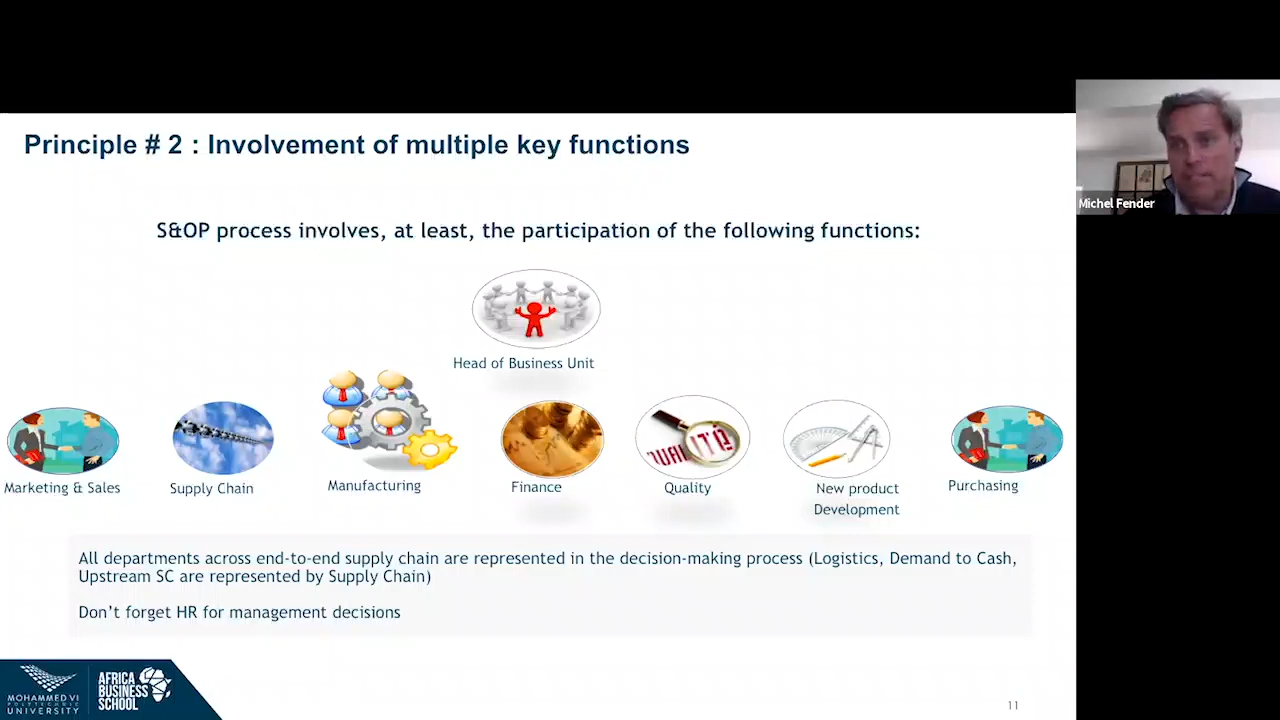 Principle # 2 : Involvement of multiple key functions
Michel Fender
S&OP process involves, at least, the participation of the following functions:
Head of Business Unit
Marketing & Sales
Supply Chain
Manufacturing
Finance
Quality
New product
Development
Purchasing
All departments across end-to-end supply chain are represented in the decision-making process (Logistics, Demand to Cash,
Upstream SC are represented by Supply Chain)
Don't forget HR for management decisions
MOHAMMED VI
POLYTECHNIC
UNIVERSITY
AFRICA
BUSINESS
SCHOOL
11